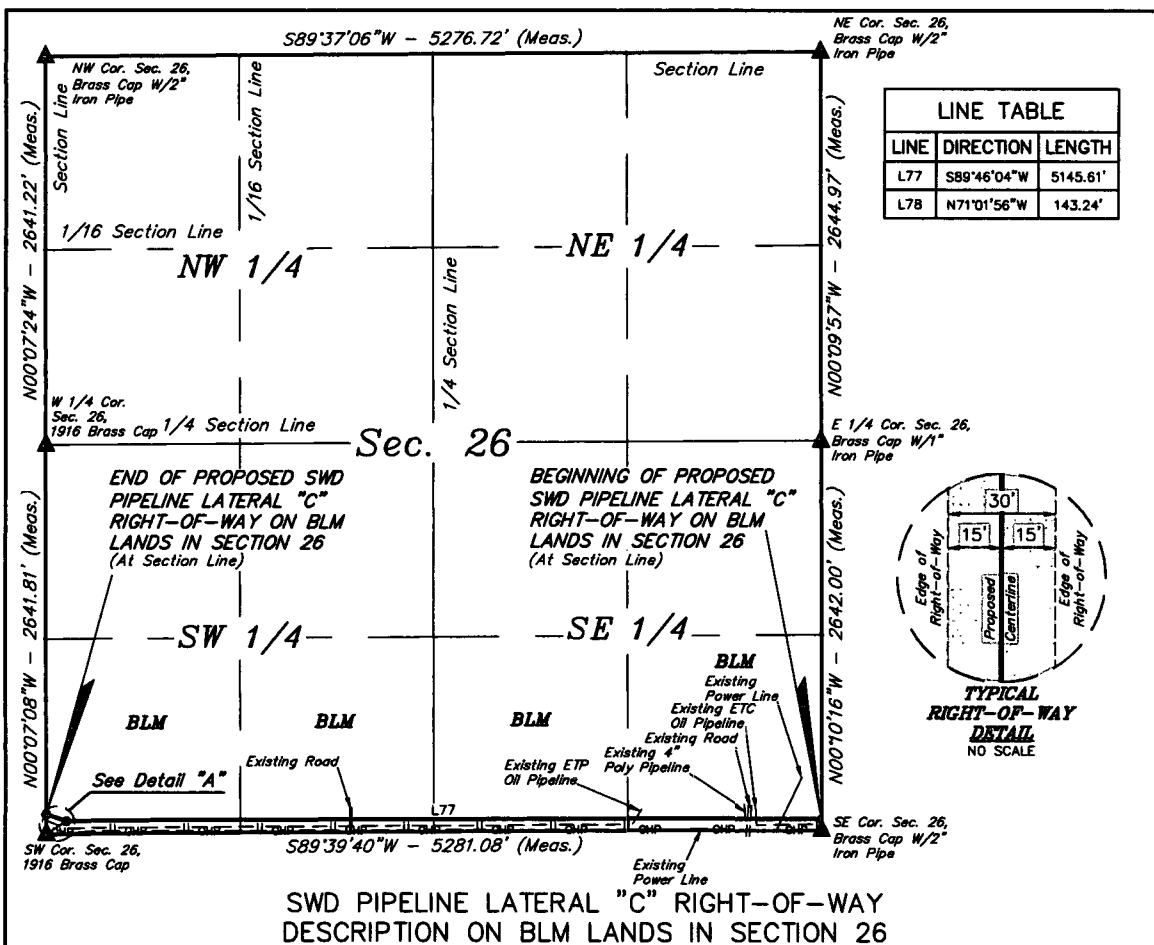 S89°37'06"W - 5276.72' (Meas.)
NE Cor. Sec. 26,
Brass Cap W/2"
Iron Pipe
NW Cor. Sec. 26,
Brass Cap W/2"
Iron Pipe
Section Line
Section Line
1/16 Section Line
N00°07'24"W - 2641.22' (Meas.)
N00°09'57"W - 2644.97' (Meas.)
LINE TABLE
LINE DIRECTION LENGTH
L77 S89°46'04"W 5145.61'
L78 N71°01'56"W 143.24'
1/16 Section Line
NW 1/4
NE 1/4
1/4 Section Line
W 1/4 Cor.
Sec. 26,
1916 Brass Cap
1/4 Section Line
Sec. 26
E 1/4 Cor. Sec. 26,
Brass Cap W/1"
Iron Pipe
END OF PROPOSED SWD
PIPELINE LATERAL "C"
RIGHT-OF-WAY ON BLM
LANDS IN SECTION 26
(At Section Line)
BEGINNING OF PROPOSED
SWD PIPELINE LATERAL "C"
RIGHT-OF-WAY ON BLM
LANDS IN SECTION 26
(At Section Line)
30'
15' 15'
Edge of
Right-of-Way
Proposed
Centerline
Edge of
Right-of-Way
TYPICAL
RIGHT-OF-WAY
DETAIL
NO SCALE
N00°07'08"W - 2641.81' (Meas.)
N00°10'16"W - 2642.00' (Meas.)
SW 1/4
SE 1/4
BLM
BLM
BLM
BLM
Existing
Power Line
Existing ETC
Oil Pipeline
Existing Road
Existing 4"
Poly Pipeline
Existing ETP
Oil Pipeline
Existing Road
See Detail "A"
L77
OHP OHP OHP OHP OHP OHP OHP OHP OHP OHP OHP
SW Cor. Sec. 26,
1916 Brass Cap
S89°39'40"W - 5281.08' (Meas.)
Existing
Power Line
SE Cor. Sec. 26,
Brass Cap W/2"
Iron Pipe
SWD PIPELINE LATERAL "C" RIGHT-OF-WAY
DESCRIPTION ON BLM LANDS IN SECTION 26